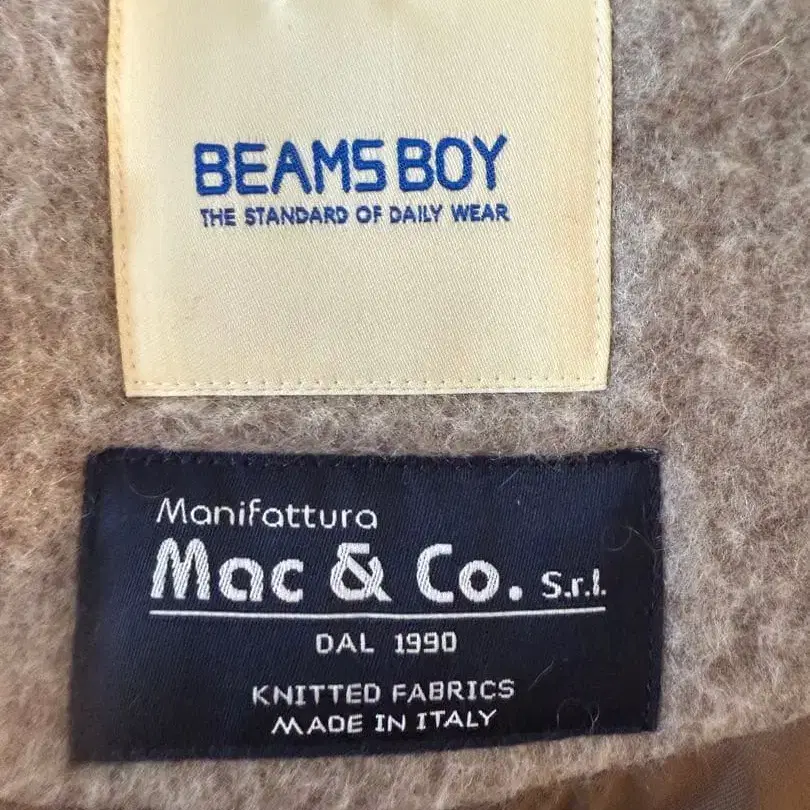 BEAMS BOY
THE STANDARD OF DAILY WEAR
Manifattura
Mac & Co. S.r.l.
DAL 1990
KNITTED FABRICS
MADE IN ITALY